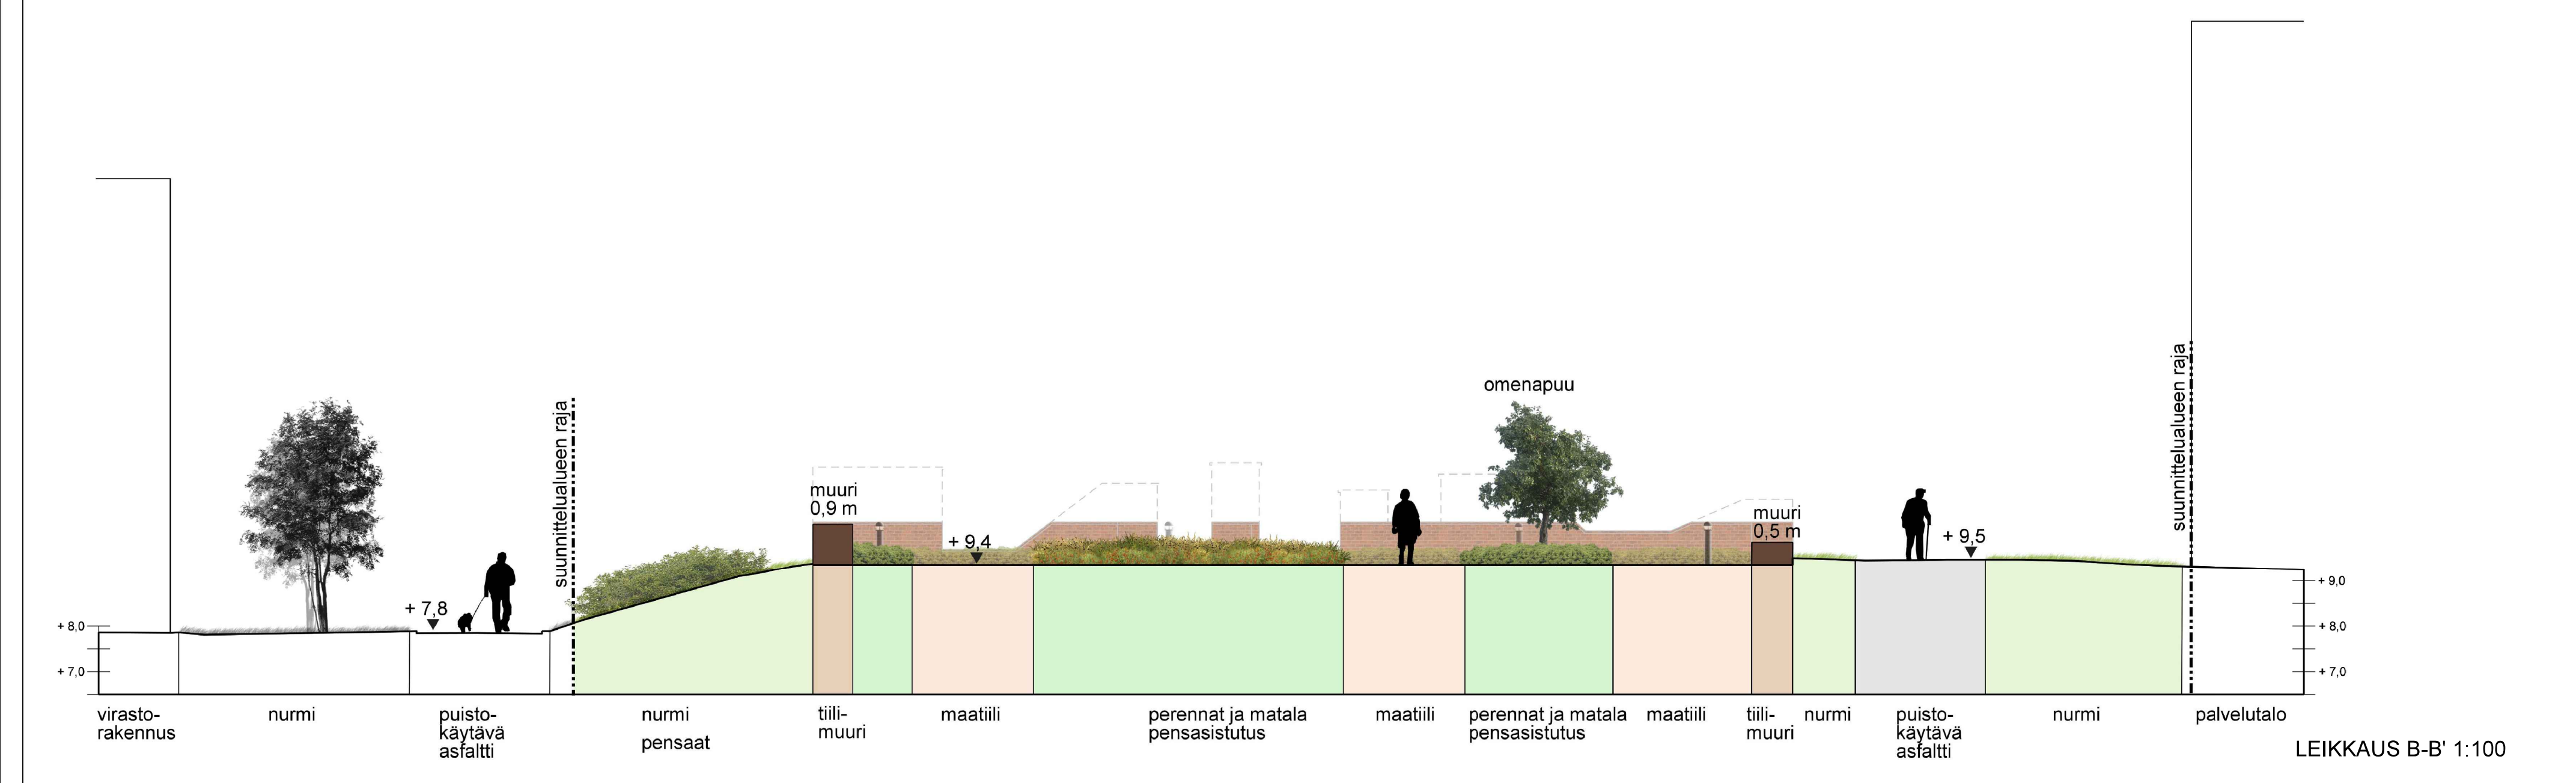 omenapuu
suunnittelualueen raja
suunnittelualueen raja
muuri
0,9 m
muuri
0,5 m
+ 9,4
+ 9,5
+ 7,8
+ 8,0
+ 7,0
+ 9,0
+ 8,0
+ 7,0
virasto-
rakennus
nurmi
puisto-
käytävä
asfaltti
nurmi
pensaat
tiili-
muuri
maatiili
perennat ja matala
pensasistutus
maatiili
perennat ja matala
pensasistutus
maatiili
tiili-
muuri
nurmi
puisto-
käytävä
asfaltti
nurmi
palvelutalo
LEIKKAUS B-B' 1:100